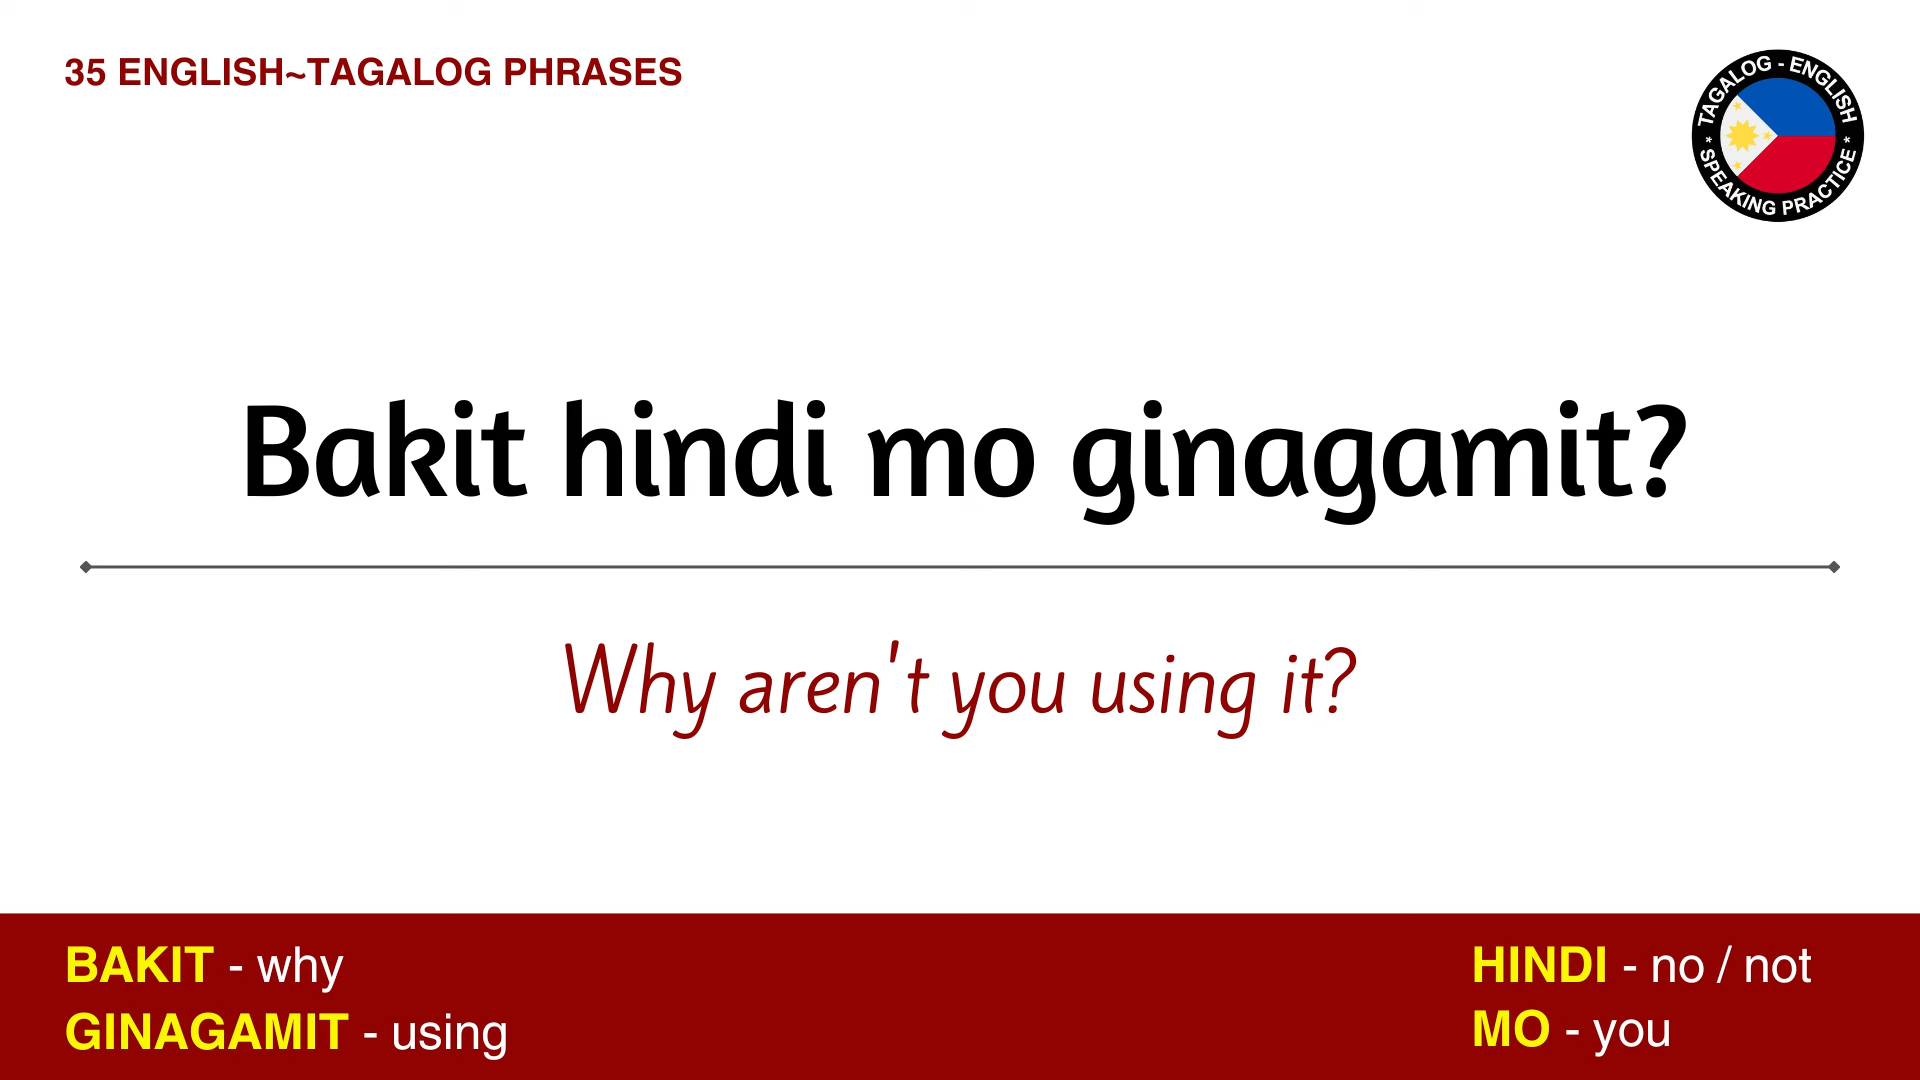 35 ENGLISH~TAGALOG PHRASES
TAGALOG - ENGLISH
* SPEAKING PRACTICE *
Bakit hindi mo ginagamit?
Why aren't you using it?
BAKIT - why
GINAGAMIT - using
HINDI - no / not
MO - you